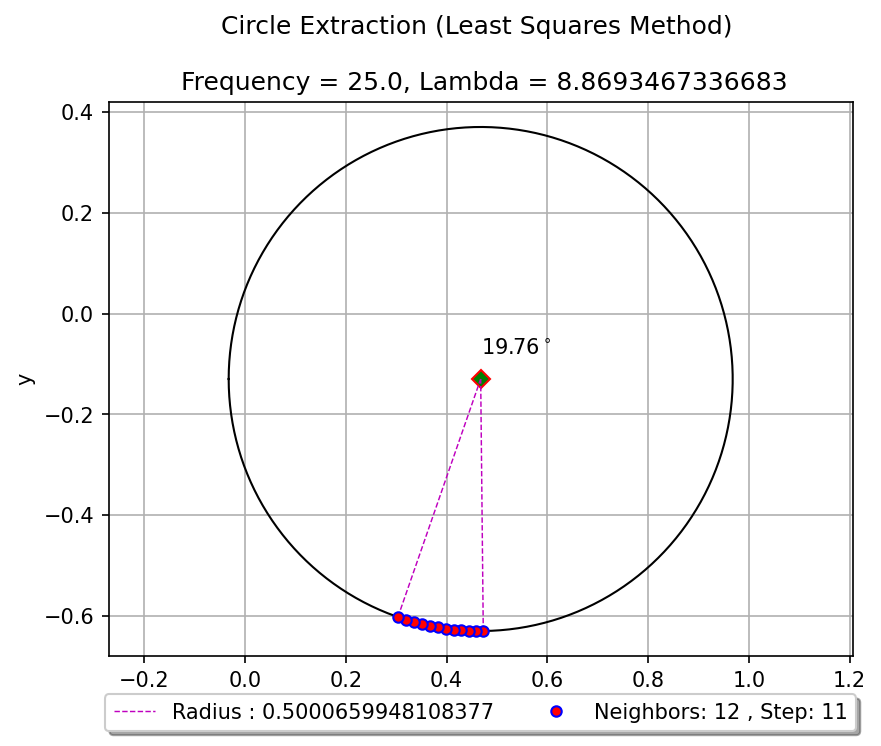 Circle Extraction (Least Squares Method)
Frequency = 25.0, Lambda = 8.8693467336683
0.4
0.2
0.0
−0.2
−0.4
−0.6
y
19.76°
−0.2 0.0 0.2 0.4 0.6 0.8 1.0 1.2
Radius : 0.5000659948108377 Neighbors: 12 , Step: 11